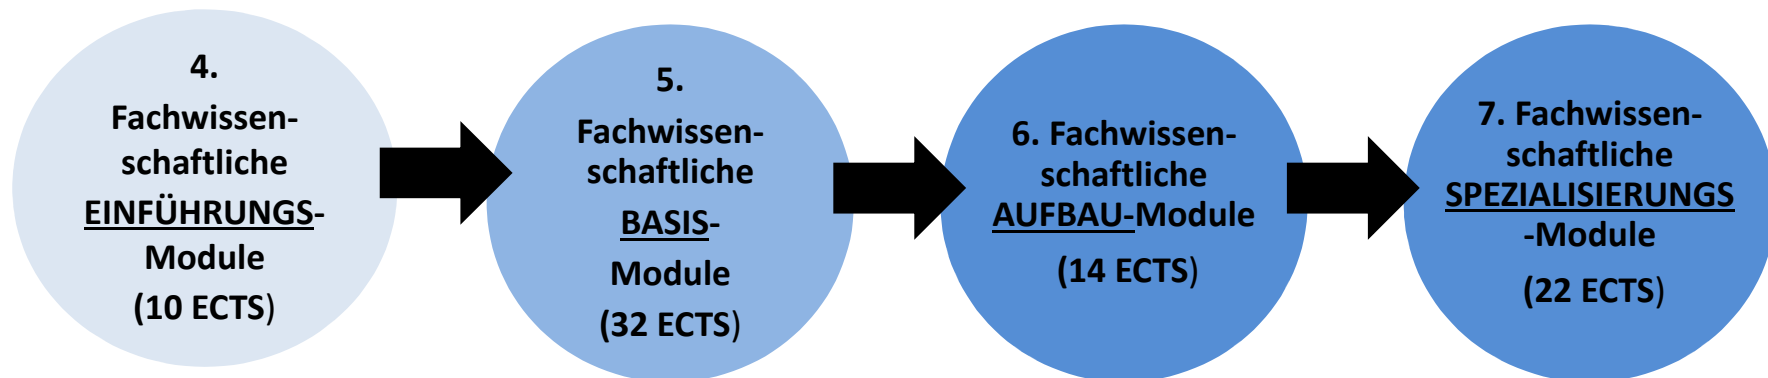 4.
Fachwissen-
schaftliche
EINFÜHRUNGS-
Module
(10 ECTS)
5.
Fachwissen-
schaftliche
BASIS-
Module
(32 ECTS)
6. Fachwissen-
schaftliche
AUFBAU-Module
(14 ECTS)
7. Fachwissen-
schaftliche
SPEZIALISIERUNGS
-Module
(22 ECTS)